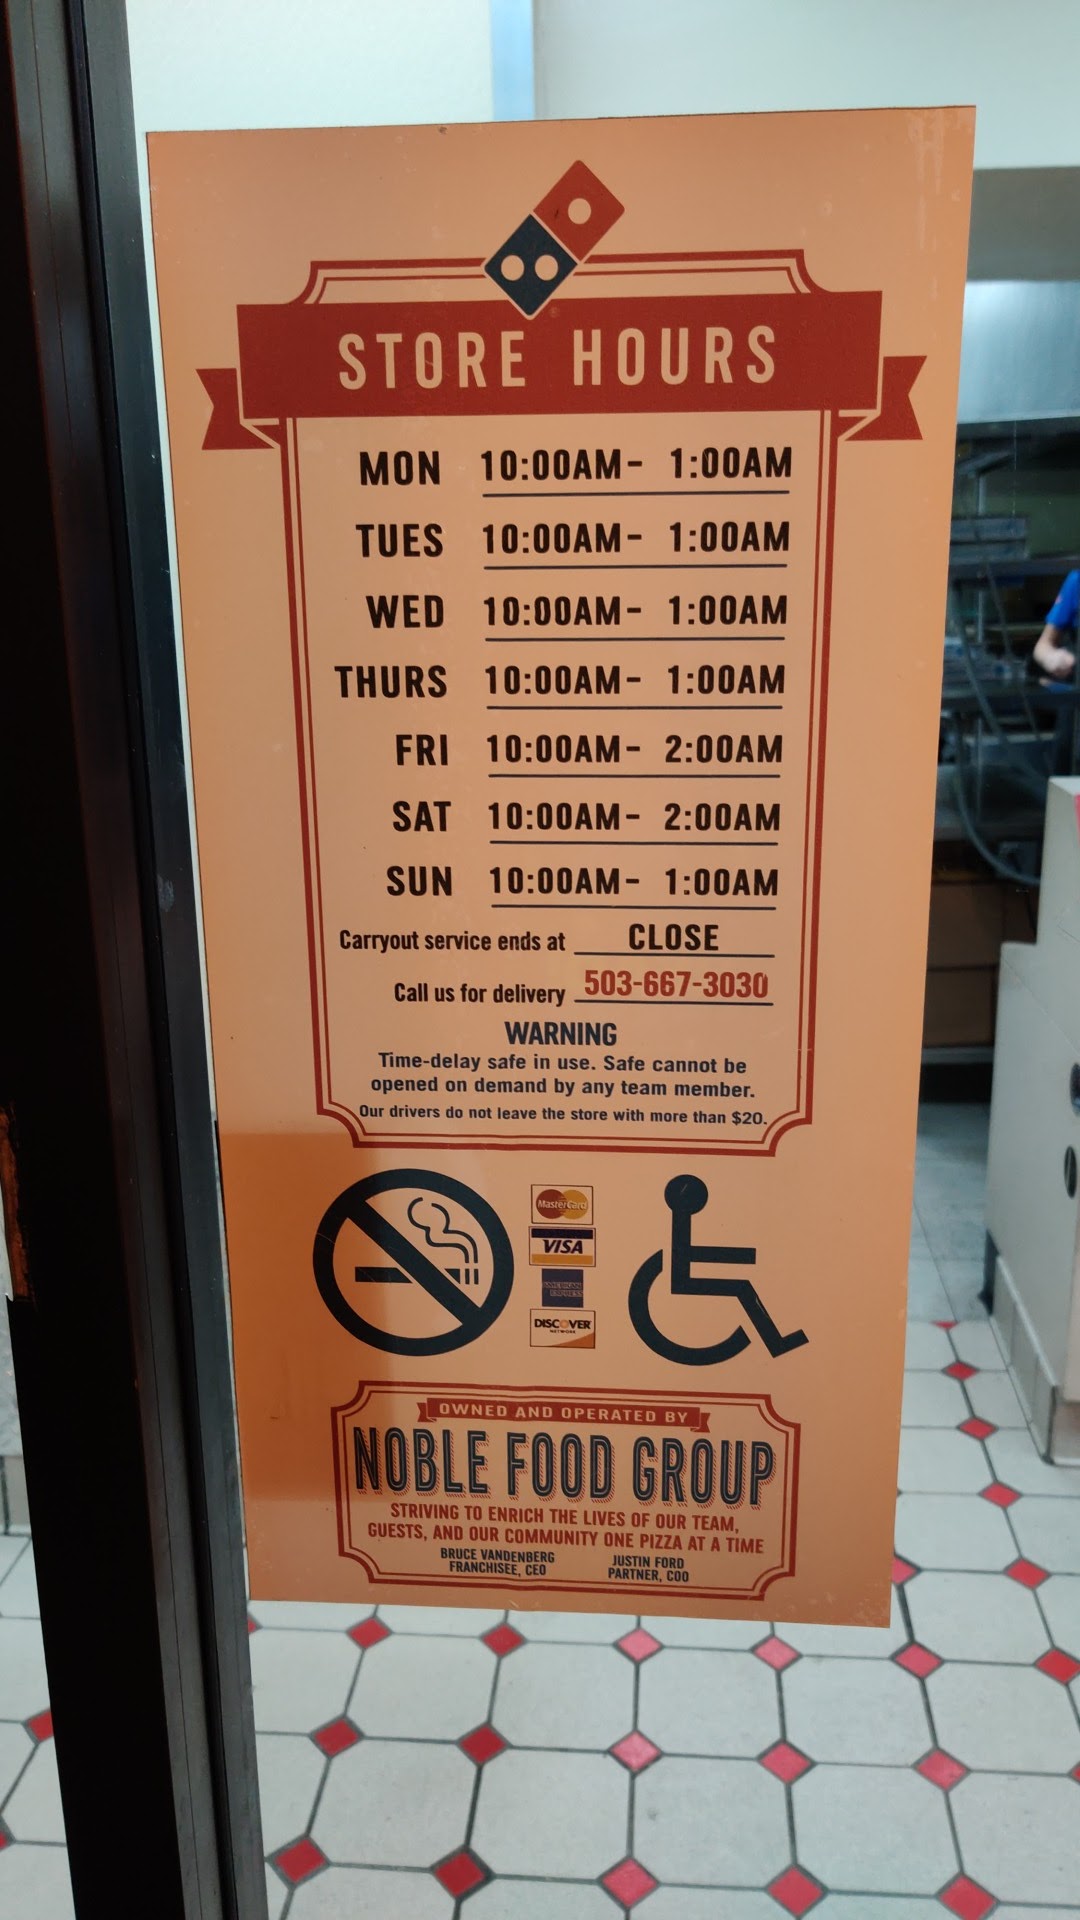 STORE HOURS
MON 10:00AM- 1:00AM
TUES 10:00AM- 1:00AM
WED 10:00AM- 1:00AM
THURS 10:00AM- 1:00AM
FRI 10:00AM- 2:00AM
SAT 10:00AM- 2:00AM
SUN 10:00AM- 1:00AM
Carryout service ends at CLOSE
Call us for delivery 503-667-3030
WARNING
Time-delay safe in use. Safe cannot be
opened on demand by any team member.
Our drivers do not leave the store with more than $20.
MasterCard
VISA
AMERICAN
EXPRESS
DISCOVER
NETWORK
OWNED AND OPERATED BY
NOBLE FOOD GROUP
STRIVING TO ENRICH THE LIVES OF OUR TEAM,
GUESTS, AND OUR COMMUNITY ONE PIZZA AT A TIME
BRUCE VANDENBERG JUSTIN FORD
FRANCHISEE, CEO PARTNER, COO